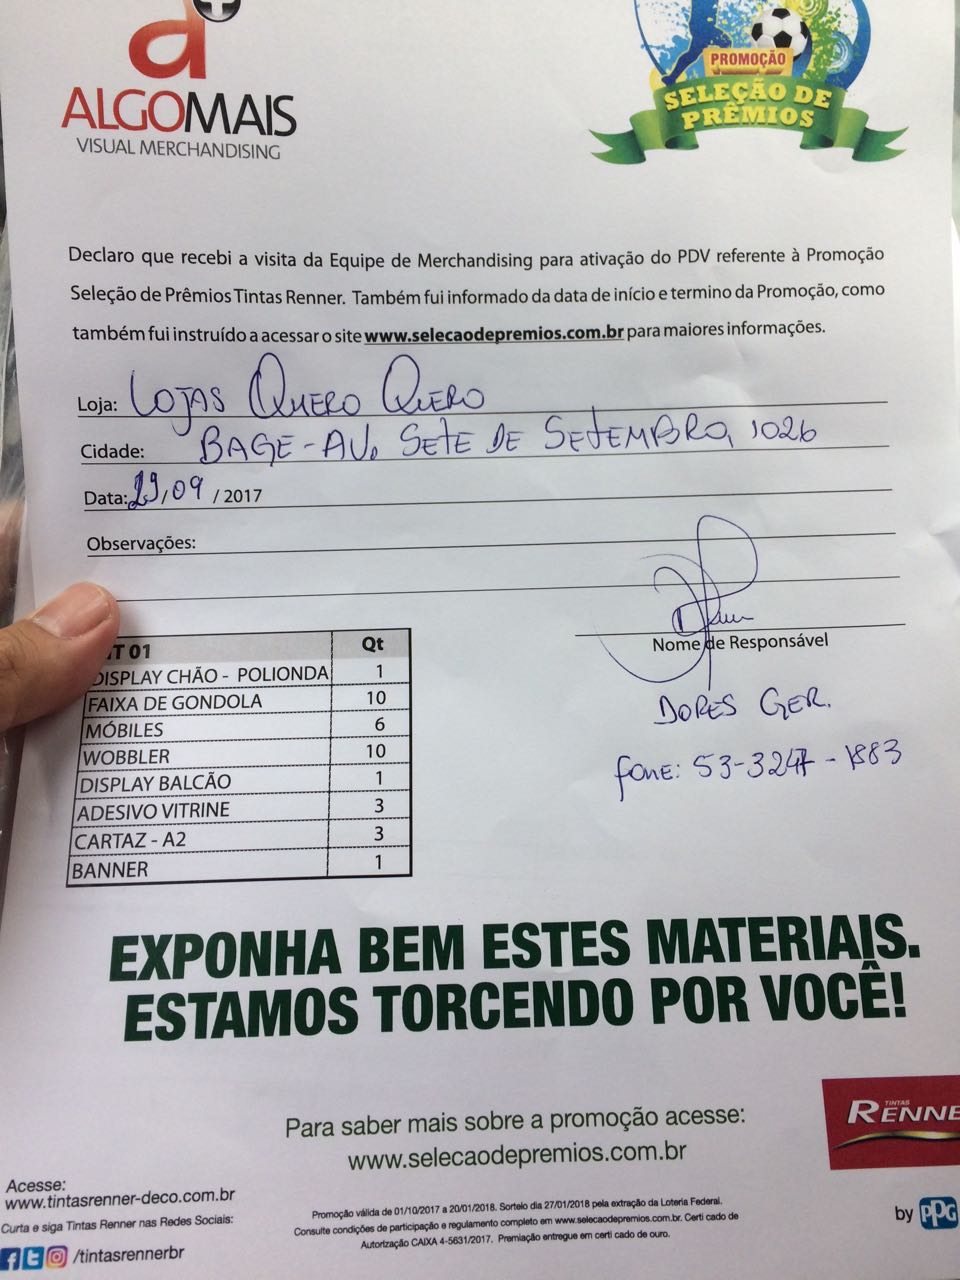 ALGOMAIS
VISUAL MERCHANDISING
PROMOÇÃO
SELEÇÃO DE
PRÊMIOS
Declaro que recebi a visita da Equipe de Merchandising para ativação do PDV referente à Promoção
Seleção de Prêmios Tintas Renner. Também fui informado da data de início e termino da Promoção, como
também fui instruído a acessar o site www.selecaodepremios.com.br para maiores informações.
Loja: LOJAS QUERO QUERO
Cidade: BAGE-AV. SETE DE SETEMBRO, 1026
Data: 29/09 / 2017
Observações:
Nome de Responsável
DORES GER.
fone: 53-3247-1883
IT 01 Qt
DISPLAY CHÃO - POLIONDA 1
FAIXA DE GONDOLA 10
MÓBILES 6
WOBBLER 10
DISPLAY BALCÃO 1
ADESIVO VITRINE 3
CARTAZ - A2 3
BANNER 1
EXPONHA BEM ESTES MATERIAIS.
ESTAMOS TORCENDO POR VOCÊ!
TINTAS
RENNE
Para saber mais sobre a promoção acesse:
www.selecaodepremios.com.br
Acesse:
www.tintasrenner-deco.com.br
Curta e siga Tintas Renner nas Redes Sociais:
/tintasrennerbr
Promoção válida de 01/10/2017 a 20/01/2018. Sorteio dia 27/01/2018 pela extração da Loteria Federal.
Consulte condições de participação e regulamento completo em www.selecaodepremios.com.br. Certi cado de
Autorização CAIXA 4-5631/2017. Premiação entregue em certi cado de ouro.
by PPG